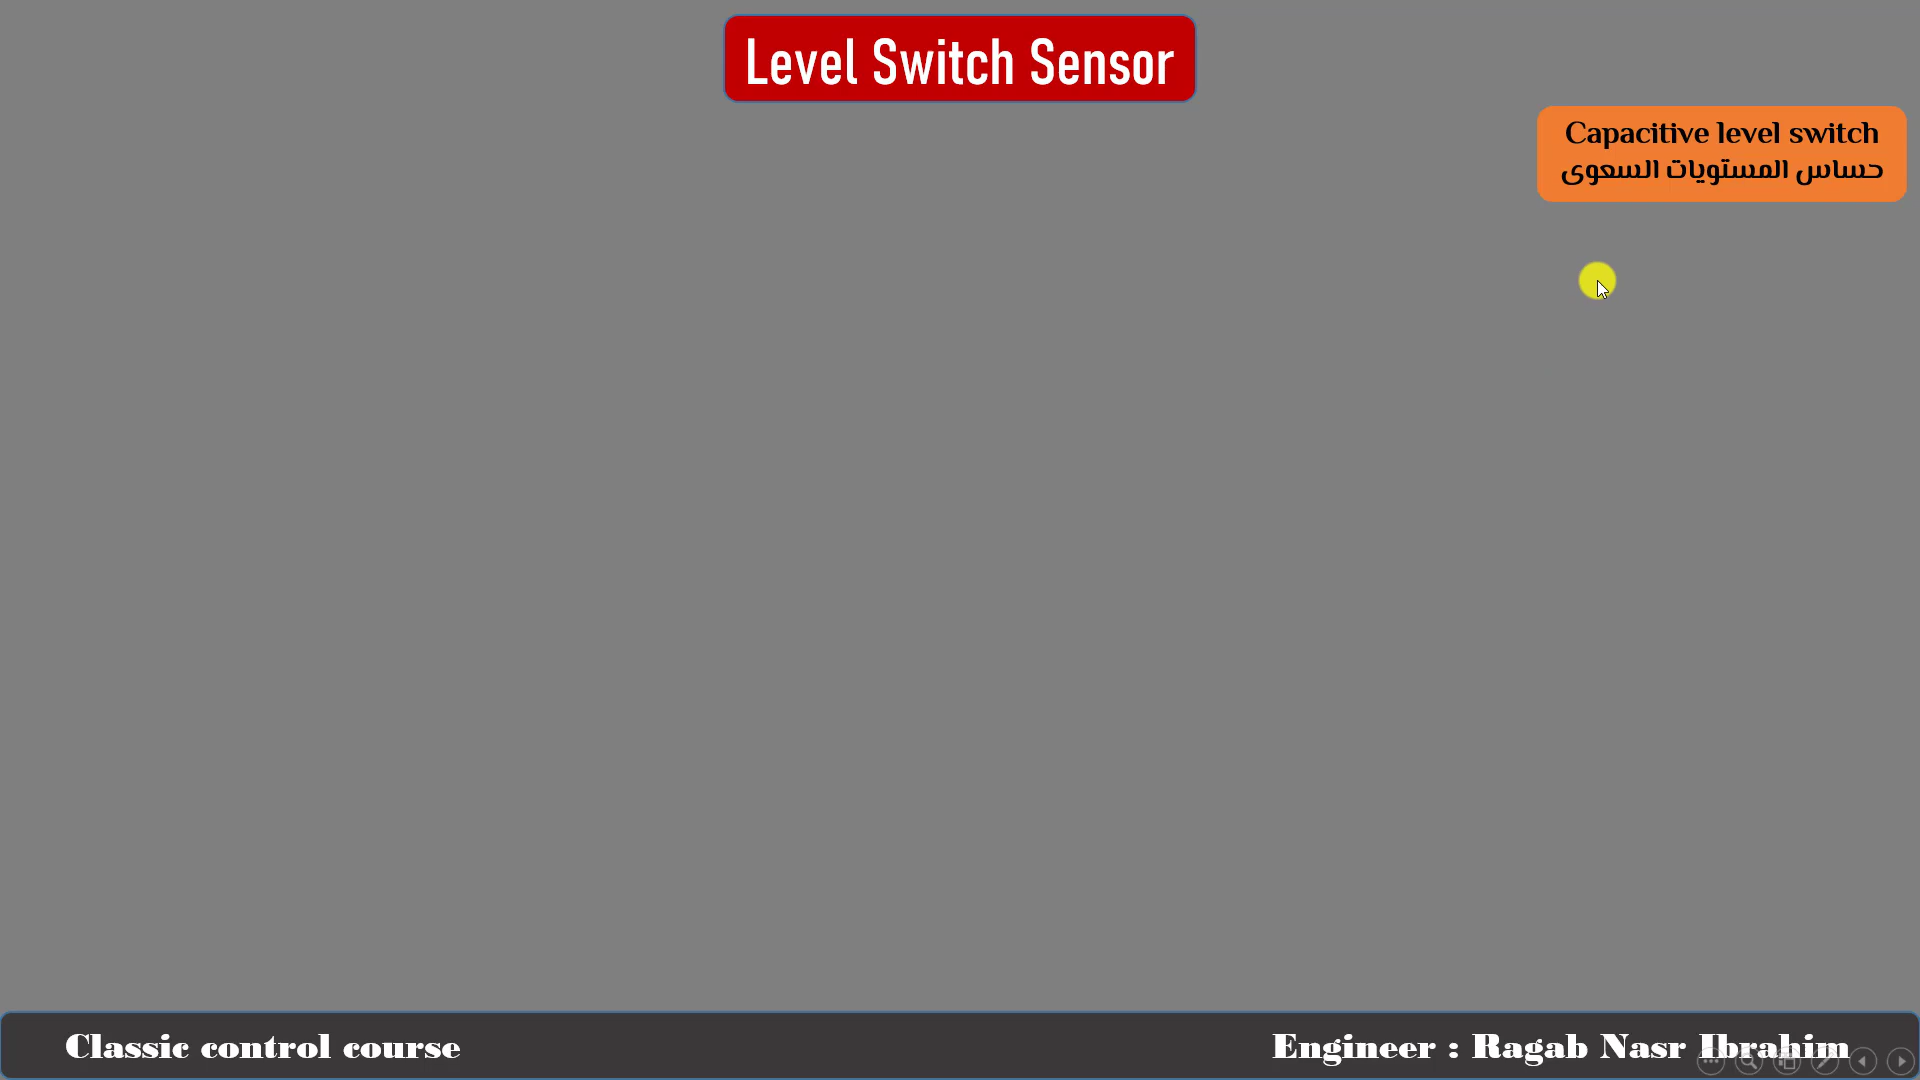 Level Switch Sensor
Capacitive level switch
حساس المستويات السعوى
Classic control course
Engineer : Ragab Nasr Ibrahim